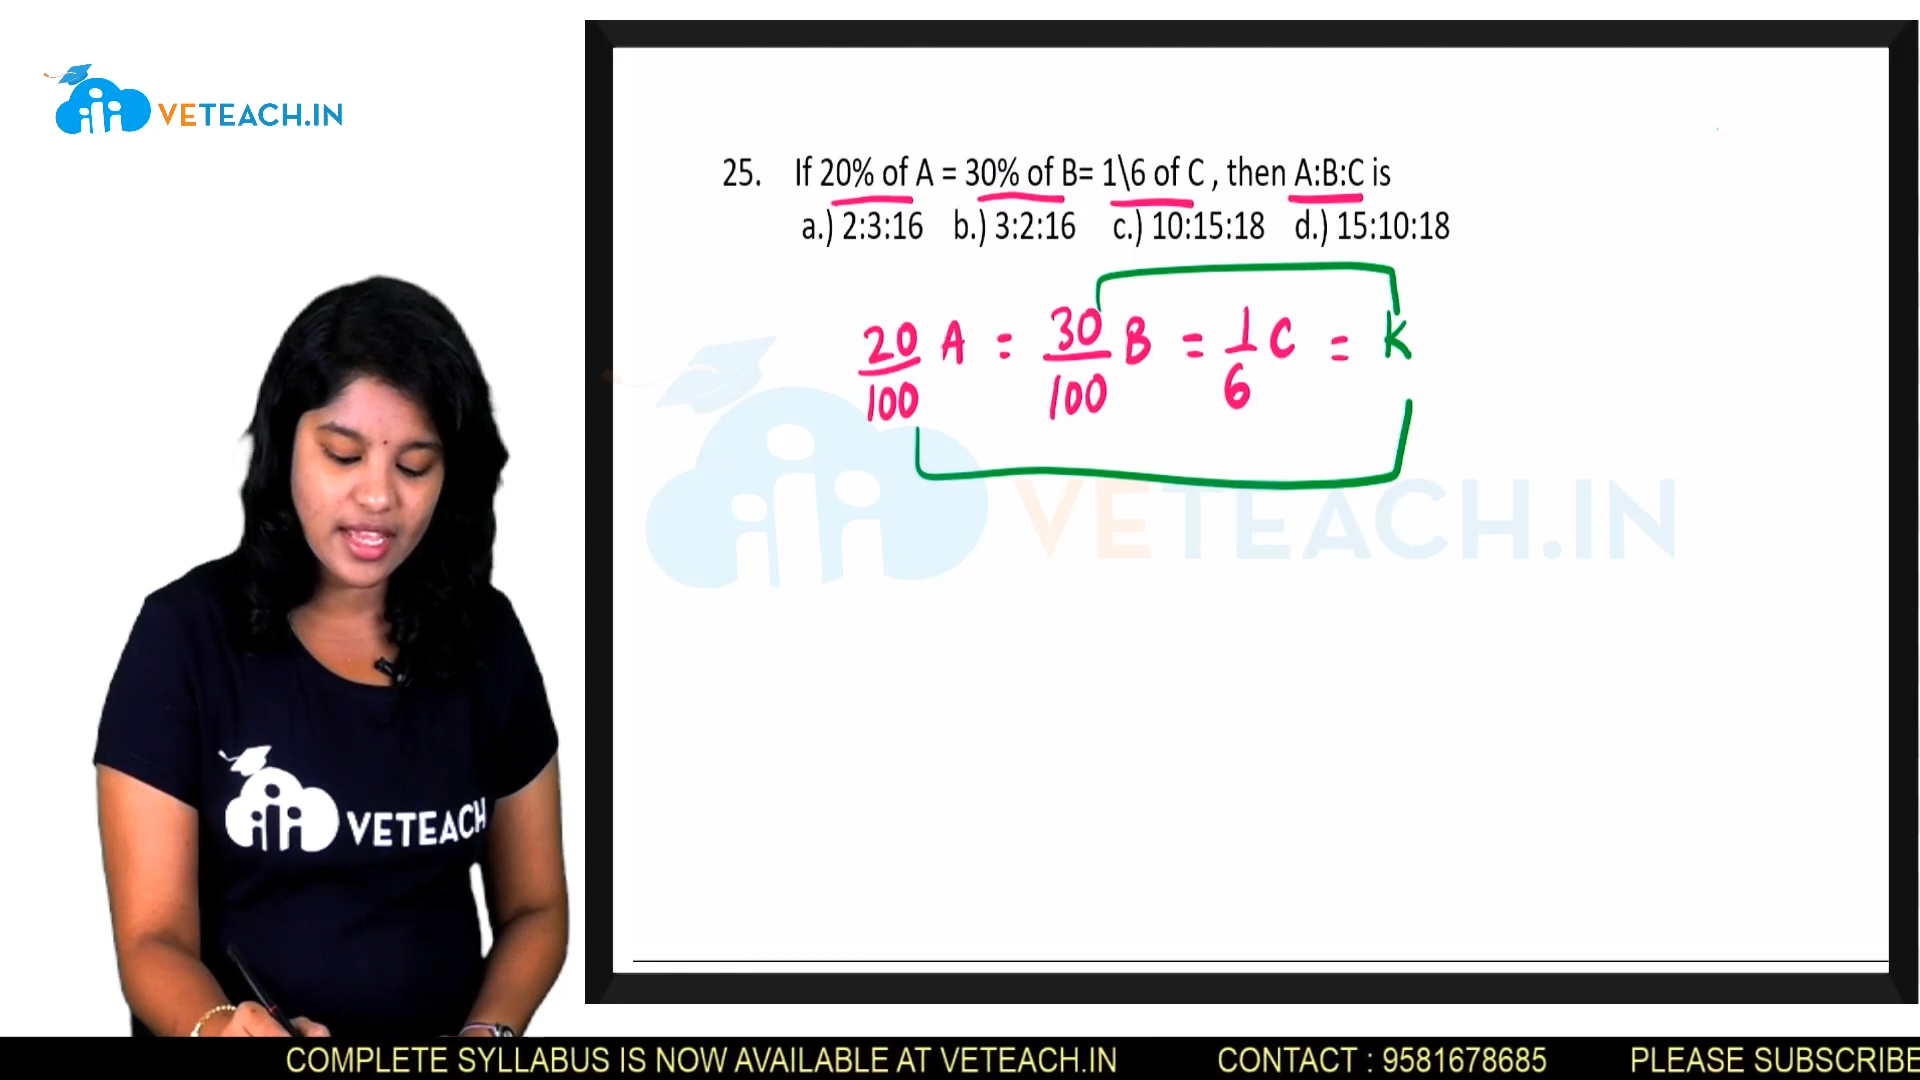 VETEACH.IN
25. If 20% of A = 30% of B= 1\6 of C , then A:B:C is
a.) 2:3:16 b.) 3:2:16 c.) 10:15:18 d.) 15:10:18
20/100 A = 30/100 B = 1/6 C = K
VETEACH.IN
VETEACH
COMPLETE SYLLABUS IS NOW AVAILABLE AT VETEACH.IN CONTACT : 9581678685 PLEASE SUBSCRIBE